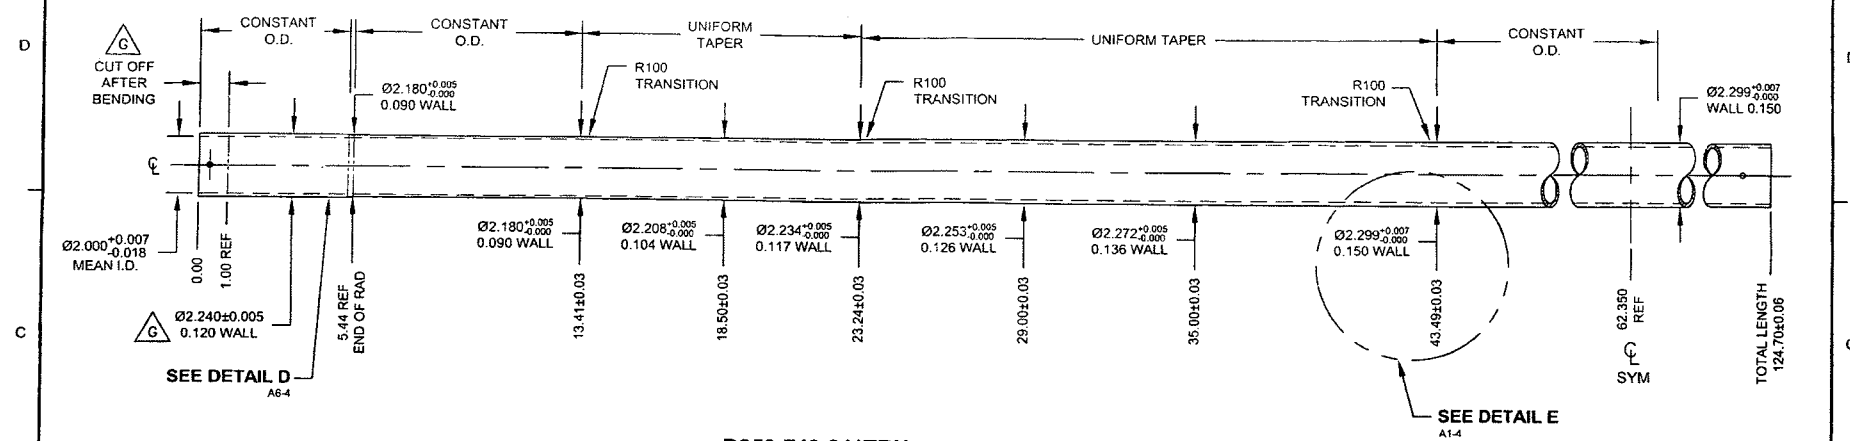 D
G
CUT OFF
AFTER
BENDING
CONSTANT
O.D.
CONSTANT
O.D.
UNIFORM
TAPER
UNIFORM TAPER
CONSTANT
O.D.
Ø2.180+0.005 -0.000
0.090 WALL
R100
TRANSITION
R100
TRANSITION
R100
TRANSITION
Ø2.299+0.007 -0.000
WALL 0.150
℄
Ø2.000+0.007 -0.018
MEAN I.D.
0.00
1.00 REF
G
Ø2.240±0.005
0.120 WALL
SEE DETAIL D
A6-4
5.44 REF
END OF RAD
Ø2.180+0.005 -0.000
0.090 WALL
13.41±0.03
Ø2.208+0.005 -0.000
0.104 WALL
18.50±0.03
Ø2.234+0.005 -0.000
0.117 WALL
23.24±0.03
Ø2.253+0.005 -0.000
0.126 WALL
29.00±0.03
Ø2.272+0.005 -0.000
0.136 WALL
35.00±0.03
Ø2.299+0.007 -0.000
0.150 WALL
43.49±0.03
62.350
REF
℄
SYM
TOTAL LENGTH
124.70±0.06
C
SEE DETAIL E
A1-4